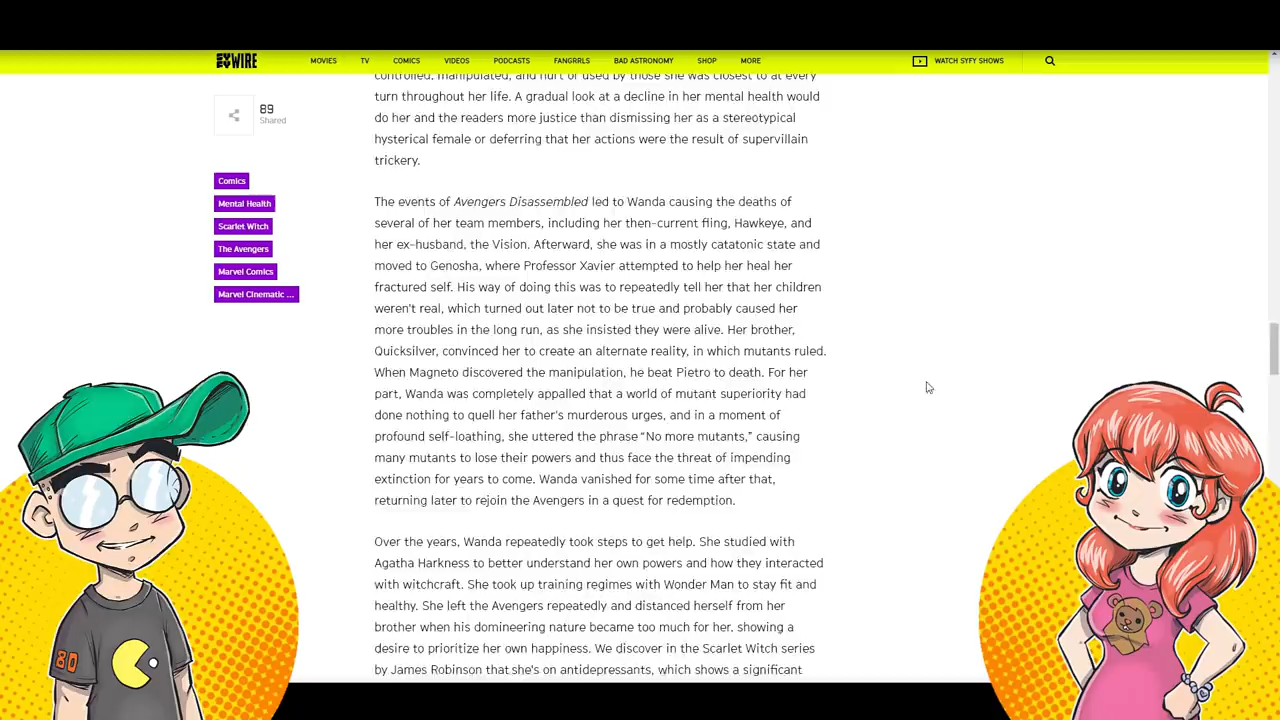 SYFY WIRE MOVIES TV COMICS VIDEOS PODCASTS FANGRRLS BAD ASTRONOMY SHOP MORE WATCH SYFY SHOWS
89
Shared
Comics
Mental Health
Scarlet Witch
The Avengers
Marvel Comics
Marvel Cinematic ...
controlled, manipulated, and hurt or used by those she was closest to at every
turn throughout her life. A gradual look at a decline in her mental health would
do her and the readers more justice than dismissing her as a stereotypical
hysterical female or deferring that her actions were the result of supervillain
trickery.
The events of Avengers Disassembled led to Wanda causing the deaths of
several of her team members, including her then-current fling, Hawkeye, and
her ex-husband, the Vision. Afterward, she was in a mostly catatonic state and
moved to Genosha, where Professor Xavier attempted to help her heal her
fractured self. His way of doing this was to repeatedly tell her that her children
weren't real, which turned out later not to be true and probably caused her
more troubles in the long run, as she insisted they were alive. Her brother,
Quicksilver, convinced her to create an alternate reality, in which mutants ruled.
When Magneto discovered the manipulation, he beat Pietro to death. For her
part, Wanda was completely appalled that a world of mutant superiority had
done nothing to quell her father's murderous urges, and in a moment of
profound self-loathing, she uttered the phrase “No more mutants,” causing
many mutants to lose their powers and thus face the threat of impending
extinction for years to come. Wanda vanished for some time after that,
returning later to rejoin the Avengers in a quest for redemption.
Over the years, Wanda repeatedly took steps to get help. She studied with
Agatha Harkness to better understand her own powers and how they interacted
with witchcraft. She took up training regimes with Wonder Man to stay fit and
healthy. She left the Avengers repeatedly and distanced herself from her
brother when his domineering nature became too much for her, showing a
desire to prioritize her own happiness. We discover in the Scarlet Witch series
by James Robinson that she's on antidepressants, which shows a significant
80